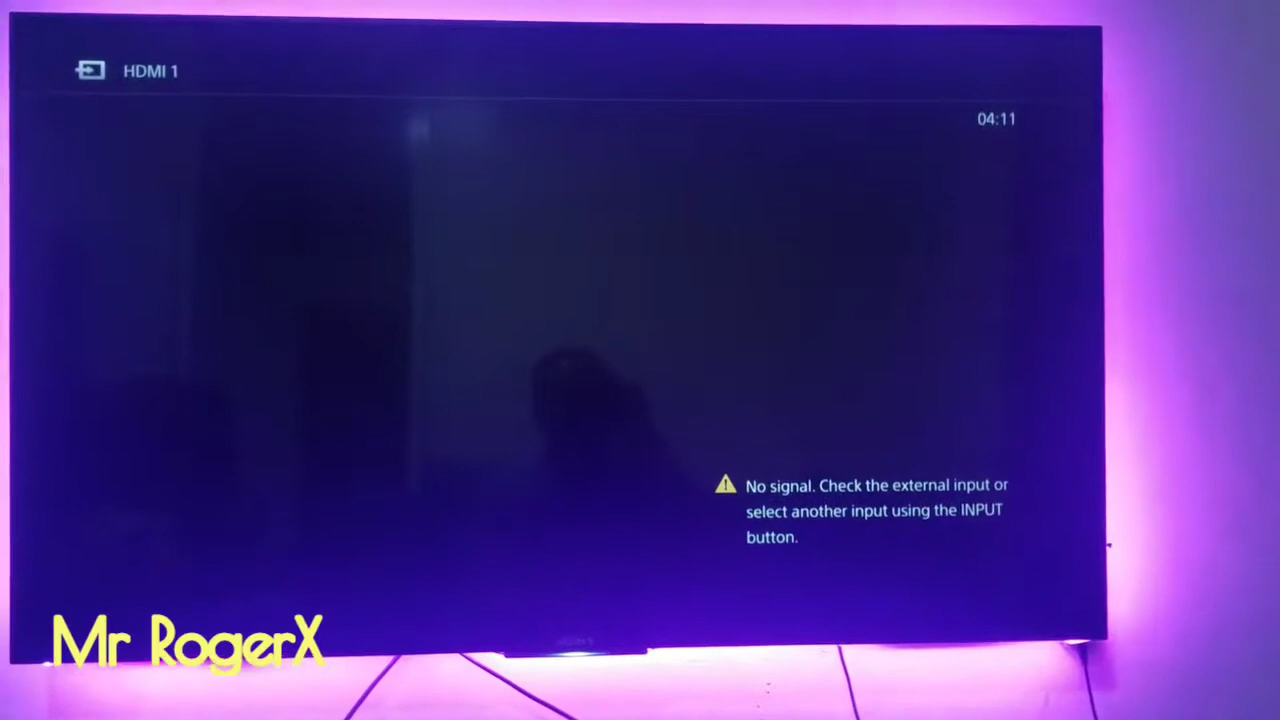 HDMI 1
04:11
No signal. Check the external input or
select another input using the INPUT
button.
Mr RogerX